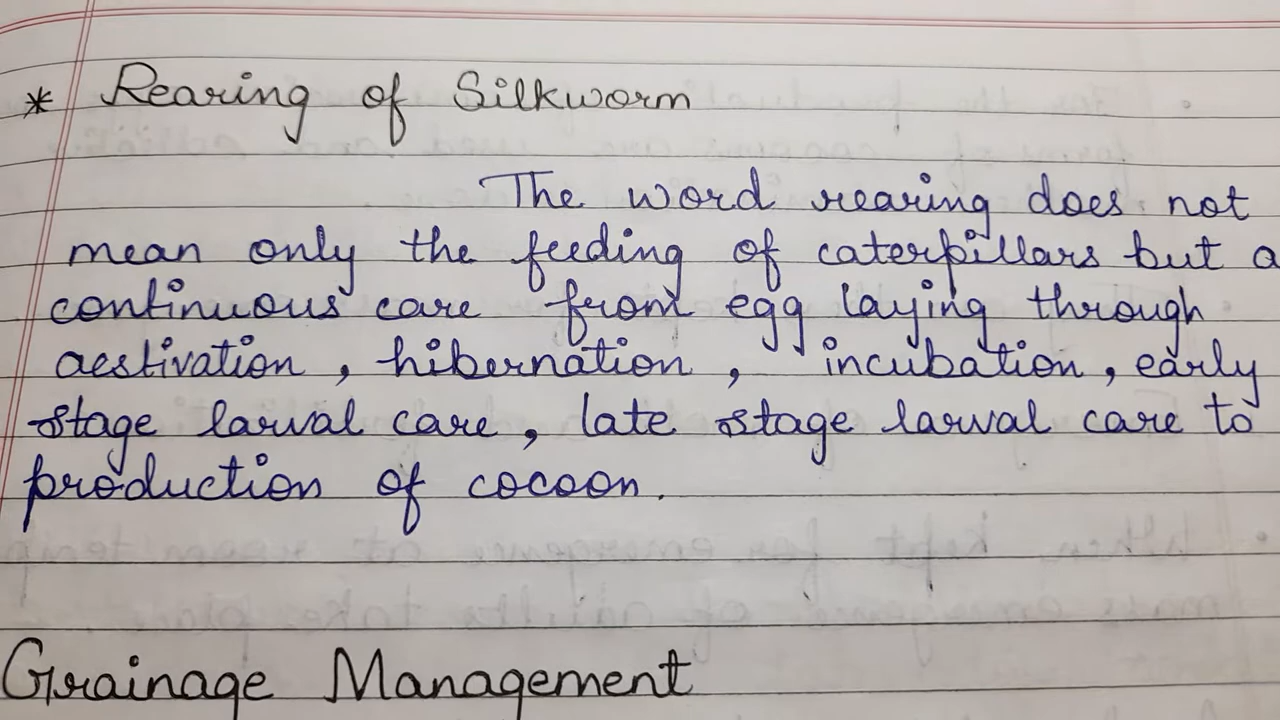 * Rearing of Silkworm
The word rearing does not
mean only the feeding of caterpillars but a
continuous care from egg laying through
aestivation, hibernation, incubation, early
stage larval care, late stage larval care to
production of cocoon.
Grainage Management